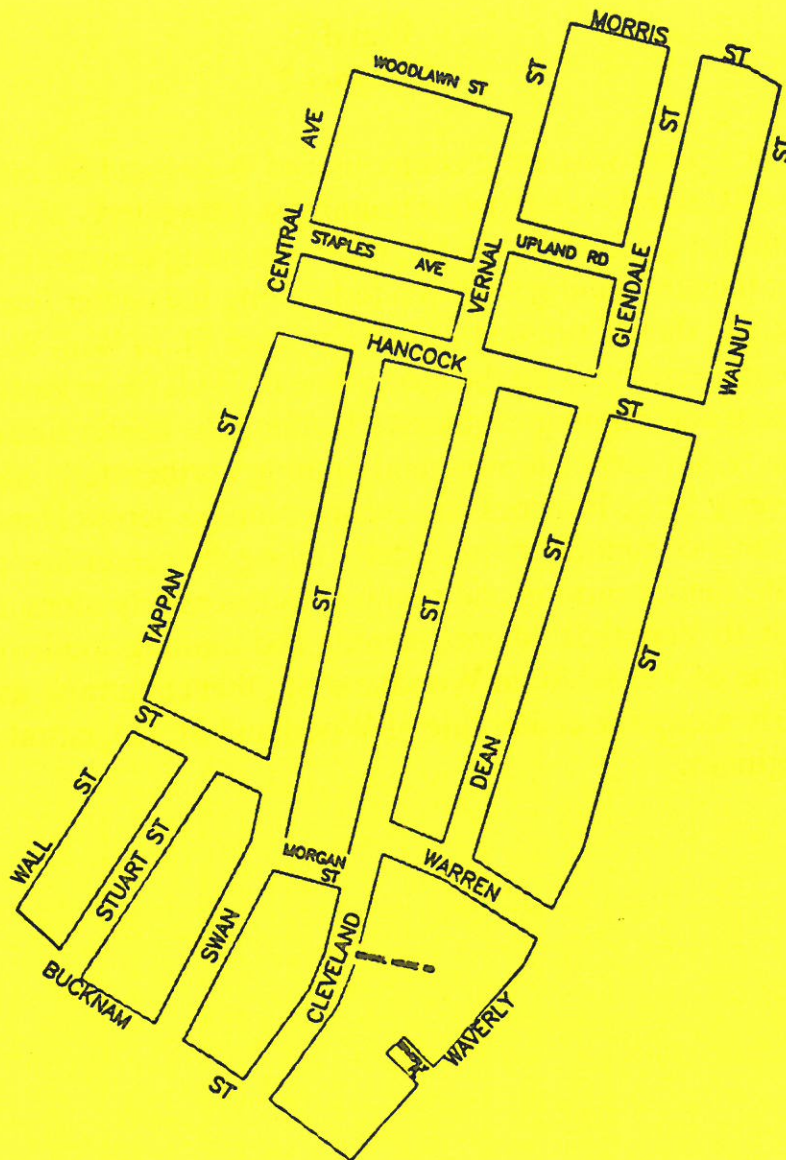 MORRIS
ST
ST
WOODLAWN ST
ST
ST
AVE
STAPLES AVE
CENTRAL
VERNAL
UPLAND RD
GLENDALE
WALNUT
HANCOCK
ST
ST
ST
TAPPAN
ST
ST
ST
ST
DEAN
ST
WALL
STUART ST
SWAN
MORGAN
ST
WARREN
CLEVELAND
BUCKNAM
WAVERLY
ST